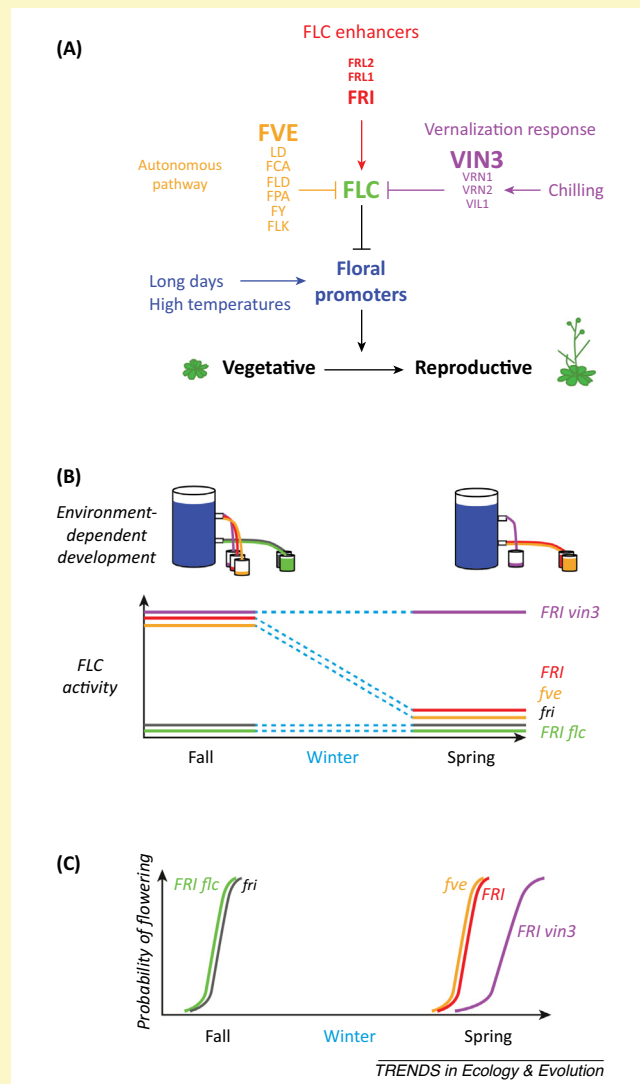 (A)
FLC enhancers
FRL2
FRL1
FRI
FVE
LD
FCA
FLD
FPA
FY
FLK
Autonomous
pathway
FLC
Vernalization response
VIN3
VRN1
VRN2
VIL1
Chilling
Long days
High temperatures
Floral
promoters
Vegetative
Reproductive
(B)
Environment-
dependent
development
FLC
activity
FRI vin3
FRI
fve
fri
FRI flc
Fall
Winter
Spring
(C)
Probability of flowering
FRI flc
fri
fve
FRI
FRI vin3
Fall
Winter
Spring
TRENDS in Ecology & Evolution